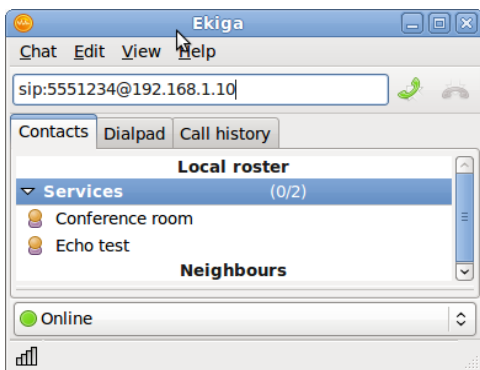 Ekiga
Chat Edit View Help
sip:5551234@192.168.1.10
Contacts Dialpad Call history
Local roster
Services (0/2)
Conference room
Echo test
Neighbours
Online